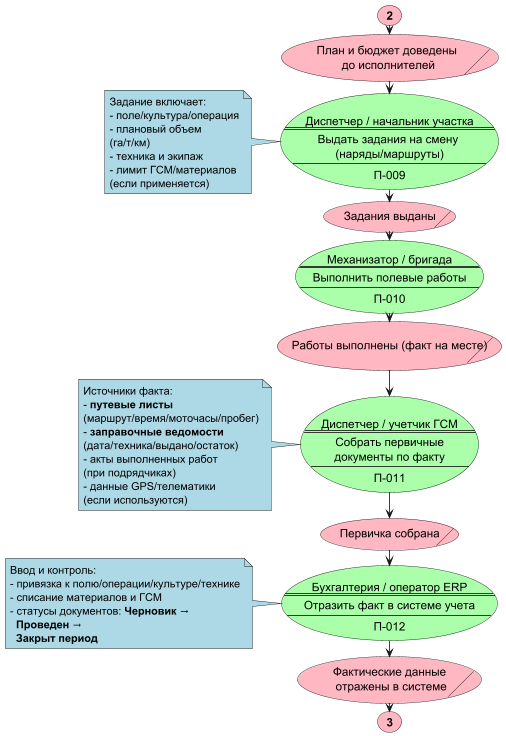 2
План и бюджет доведены
до исполнителей
Задание включает:
- поле/культура/операция
- плановый объем
(га/т/км)
- техника и экипаж
- лимит ГСМ/материалов
(если применяется)
Диспетчер / начальник участка
Выдать задания на смену
(наряды/маршруты)
П-009
Задания выданы
Механизатор / бригада
Выполнить полевые работы
П-010
Работы выполнены (факт на месте)
Источники факта:
- путевые листы
(маршрут/время/моточасы/пробег)
- заправочные ведомости
(дата/техника/выдано/остаток)
- акты выполненных работ
(при подрядчиках)
- данные GPS/телематики
(если используются)
Диспетчер / учетчик ГСМ
Собрать первичные
документы по факту
П-011
Первичка собрана
Ввод и контроль:
- привязка к полю/операции/культуре/технике
- списание материалов и ГСМ
- статусы документов: Черновик →
Проведен →
Закрыт период
Бухгалтерия / оператор ERP
Отразить факт в системе учета
П-012
Фактические данные
отражены в системе
3